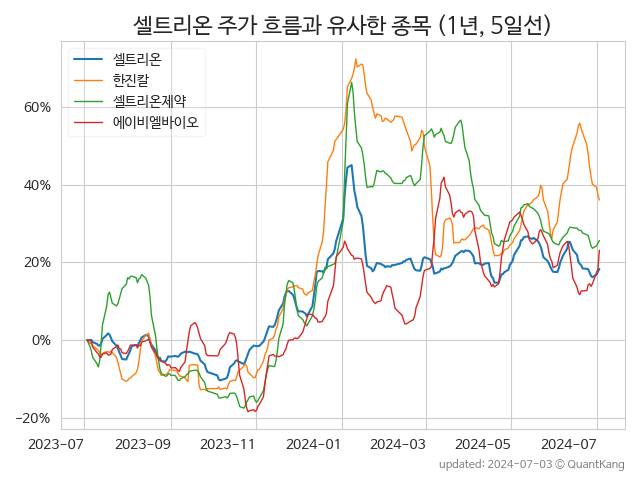 셀트리온 주가 흐름과 유사한 종목 (1년, 5일선)
셀트리온
한진칼
셀트리온제약
에이비엘바이오
60%
40%
20%
0%
−20%
2023-07 2023-09 2023-11 2024-01 2024-03 2024-05 2024-07
updated: 2024-07-03 © QuantKang